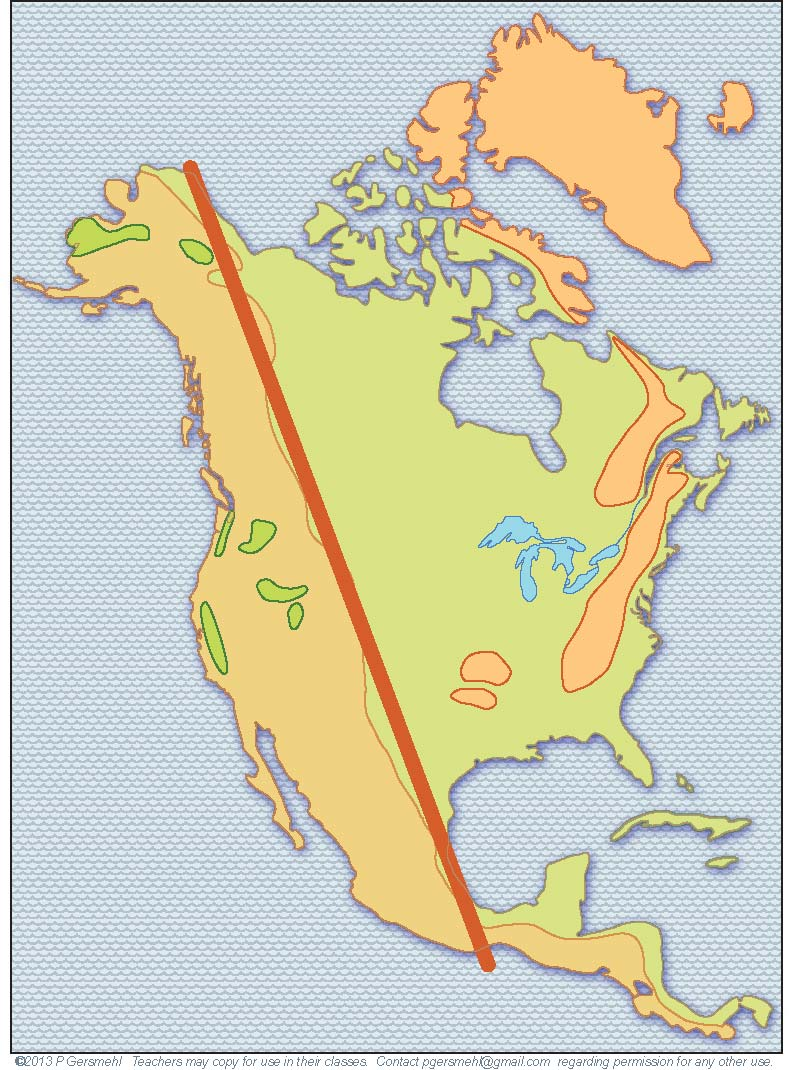 ©2013 P Gersmehl Teachers may copy for use in their classes. Contact pgersmehl@gmail.com regarding permission for any other use.